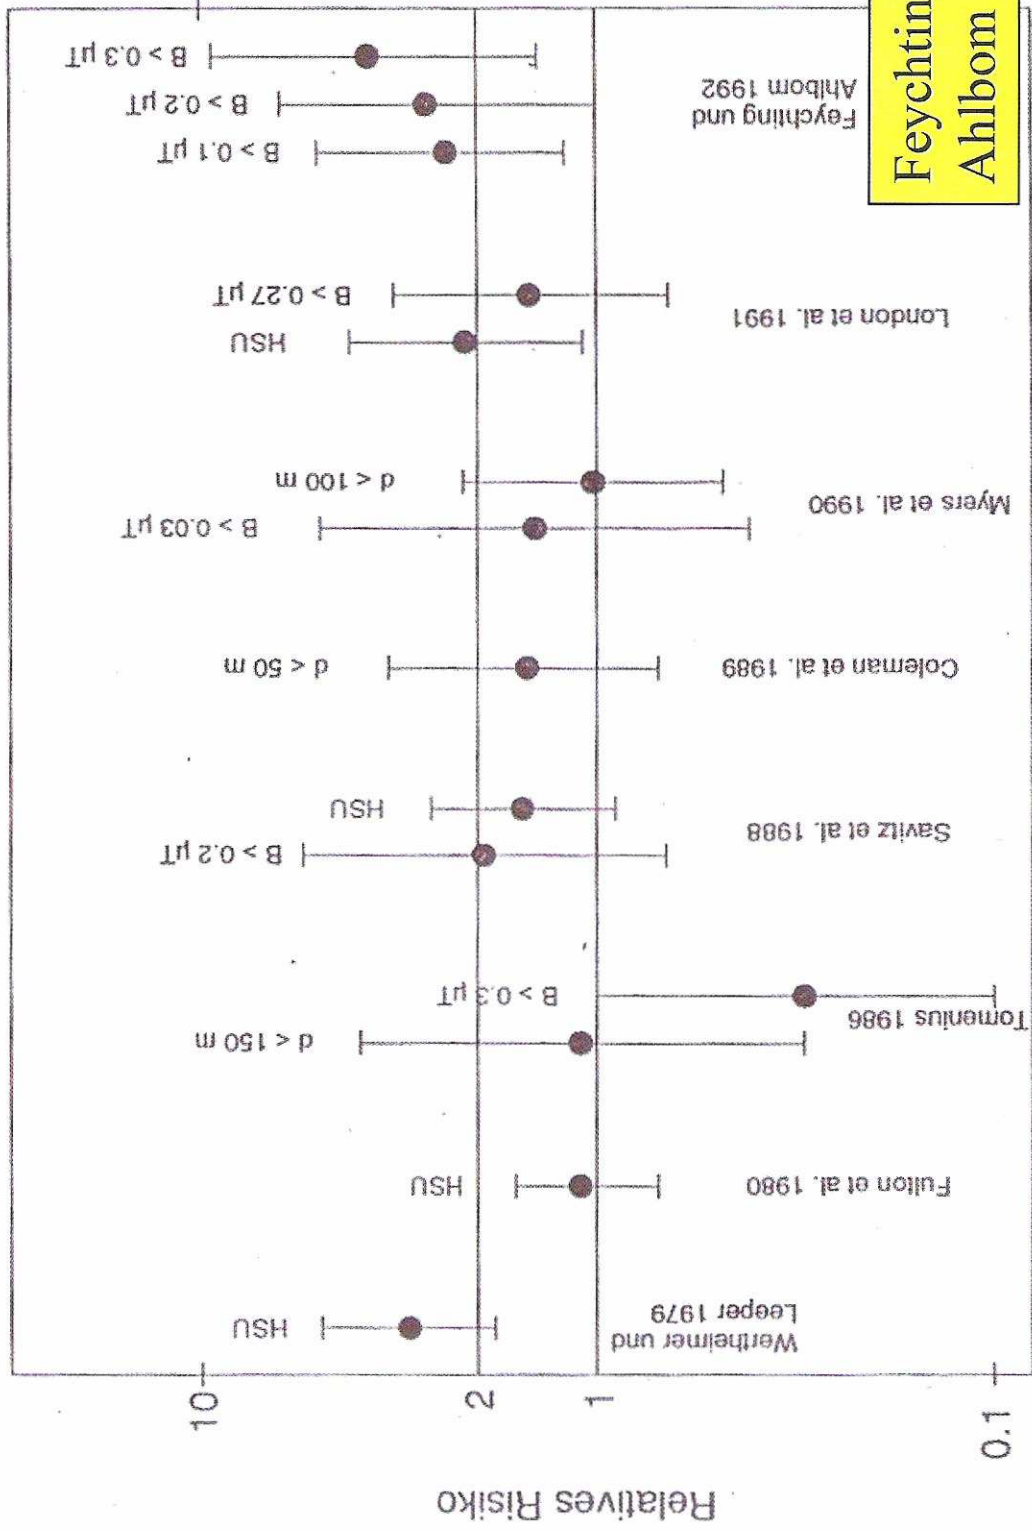 Relatives Risiko
10
2
1
0.1
Wertheimer und
Leeper 1979
HSU
Fulton et al. 1980
HSU
Tomenius 1986
d < 150 m
B > 0.3 µT
Savitz et al. 1988
B > 0.2 µT
HSU
Coleman et al. 1989
d < 50 m
Myers et al. 1990
B > 0.03 µT
d < 100 m
London et al. 1991
HSU
B > 0.27 µT
Feychting und
Ahlbom 1992
B > 0.1 µT
B > 0.2 µT
B > 0.3 µT
Feychtin
Ahlbom